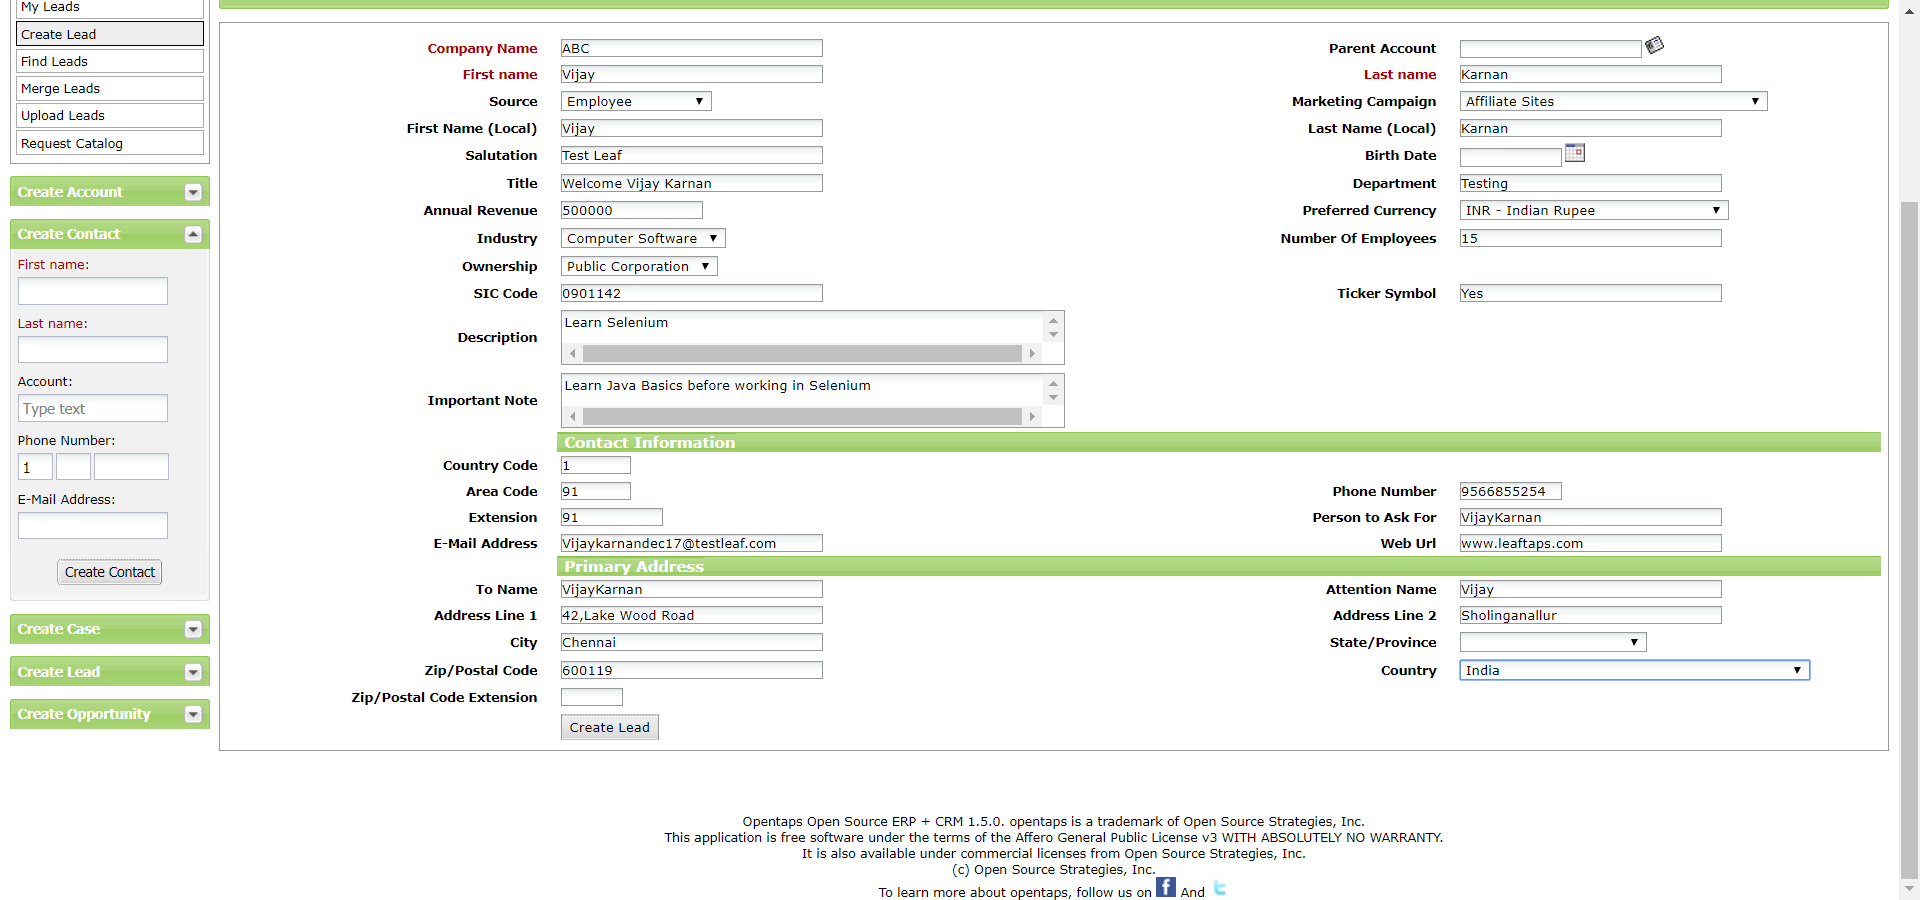 My Leads
Create Lead
Find Leads
Merge Leads
Upload Leads
Request Catalog
Create Account
Create Contact
First name:
Last name:
Account:
Type text
Phone Number:
1
E-Mail Address:
Create Contact
Create Case
Create Lead
Create Opportunity
Company Name ABC Parent Account
First name Vijay Last name Karnan
Source Employee Marketing Campaign Affiliate Sites
First Name (Local) Vijay Last Name (Local) Karnan
Salutation Test Leaf Birth Date
Title Welcome Vijay Karnan Department Testing
Annual Revenue 500000 Preferred Currency INR - Indian Rupee
Industry Computer Software Number Of Employees 15
Ownership Public Corporation
SIC Code 0901142 Ticker Symbol Yes
Description Learn Selenium
Important Note Learn Java Basics before working in Selenium
Contact Information
Country Code 1
Area Code 91 Phone Number 9566855254
Extension 91 Person to Ask For VijayKarnan
E-Mail Address Vijaykarnandec17@testleaf.com Web Url www.leaftaps.com
Primary Address
To Name VijayKarnan Attention Name Vijay
Address Line 1 42,Lake Wood Road Address Line 2 Sholinganallur
City Chennai State/Province
Zip/Postal Code 600119 Country India
Zip/Postal Code Extension
Create Lead
Opentaps Open Source ERP + CRM 1.5.0. opentaps is a trademark of Open Source Strategies, Inc.
This application is free software under the terms of the Affero General Public License v3 WITH ABSOLUTELY NO WARRANTY.
It is also available under commercial licenses from Open Source Strategies, Inc.
(c) Open Source Strategies, Inc.
To learn more about opentaps, follow us on f And t